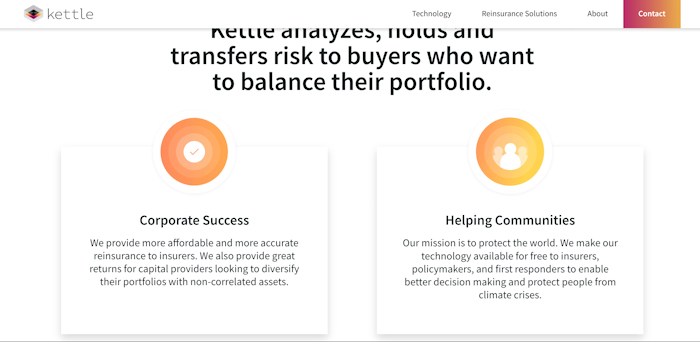 kettle
Technology
Reinsurance Solutions
About
Contact
Kettle analyzes, holds and
transfers risk to buyers who want
to balance their portfolio.
Corporate Success
We provide more affordable and more accurate
reinsurance to insurers. We also provide great
returns for capital providers looking to diversify
their portfolios with non-correlated assets.
Helping Communities
Our mission is to protect the world. We make our
technology available for free to insurers,
policymakers, and first responders to enable
better decision making and protect people from
climate crises.